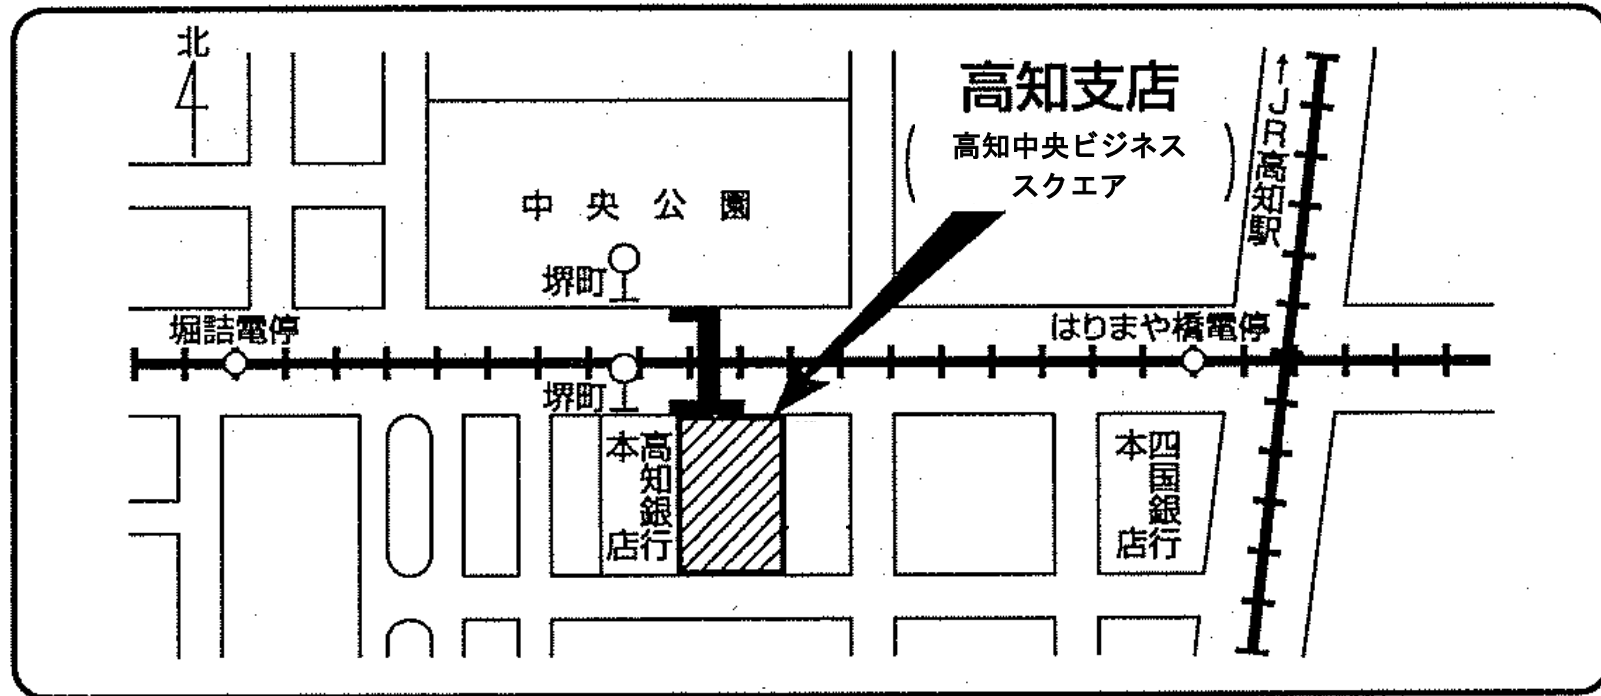 北
高知支店
高知中央ビジネス
スクエア
↑JR高知駅
中央公園
堺町
堀詰電停
はりまや橋電停
堺町
高知銀行
本店
四国銀行
本店